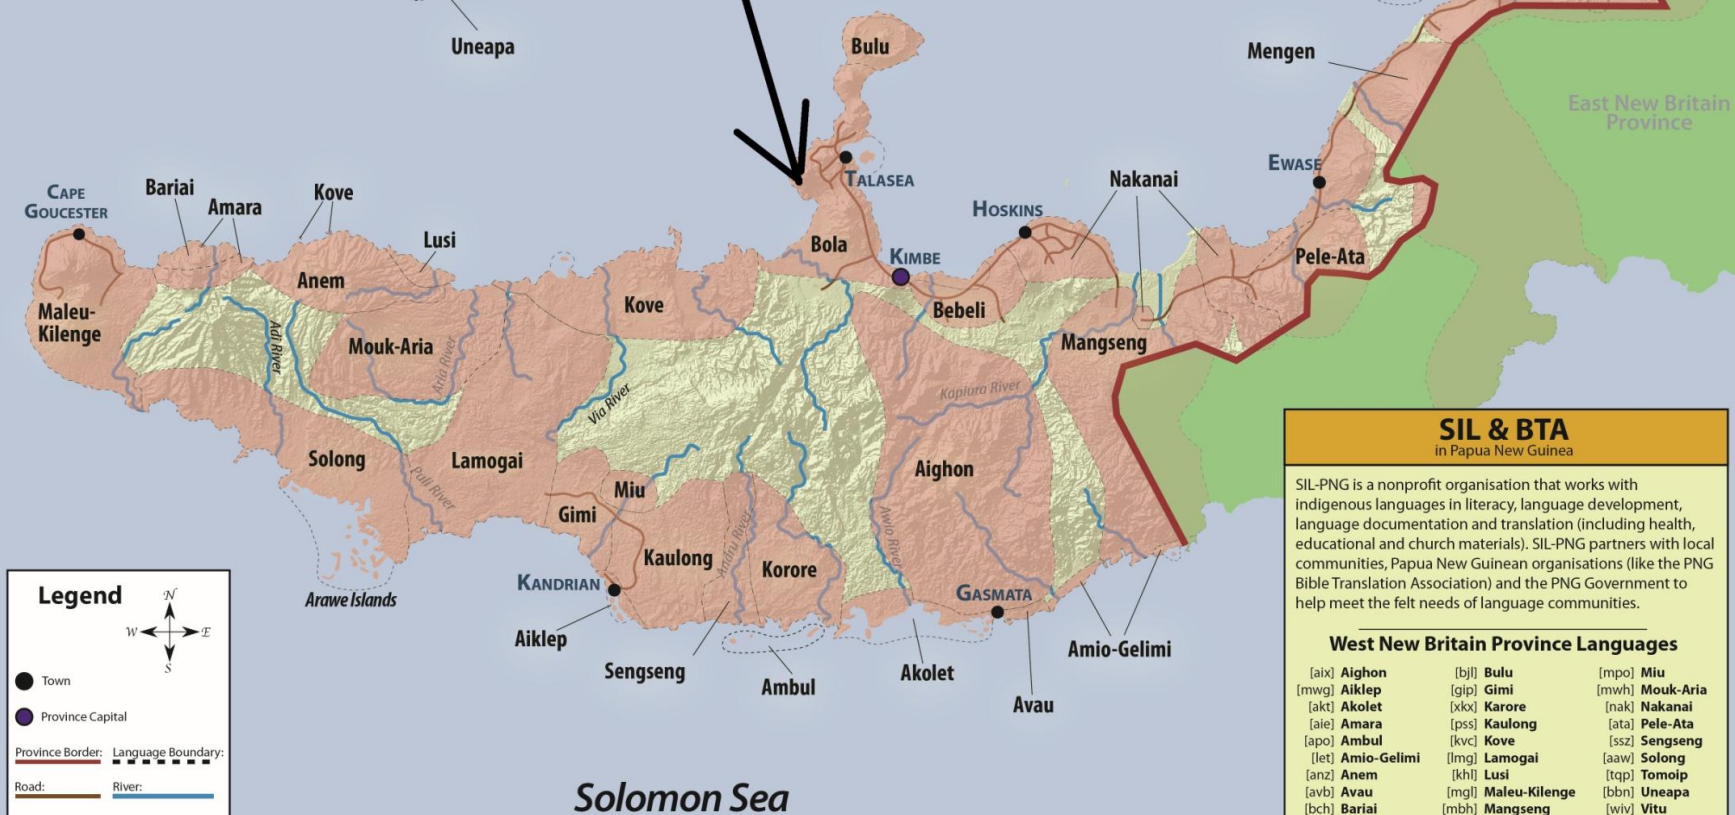 Uneapa
Bulu
Mengen
East New Britain
Province
TALASEA
EWASE
Nakanai
CAPE
GOUCESTER
Bariai
Amara
Kove
Lusi
HOSKINS
Bola
KIMBE
Pele-Ata
Anem
Maleu-
Kilenge
Kove
Bebeli
Adi River
Mouk-Aria
Aria River
Mangseng
Via River
Kapiura River
Solong
Lamogai
Aighon
Puli River
Miu
Gimi
Kaulong
Andru River
Korore
Awio River
KANDRIAN
GASMATA
Arawe Islands
Aiklep
Sengseng
Ambul
Akolet
Avau
Amio-Gelimi
Solomon Sea
Legend
N
W E
S
Town
Province Capital
Province Border: Language Boundary:
Road: River:
SIL & BTA
in Papua New Guinea
SIL-PNG is a nonprofit organisation that works with
indigenous languages in literacy, language development,
language documentation and translation (including health,
educational and church materials). SIL-PNG partners with local
communities, Papua New Guinean organisations (like the PNG
Bible Translation Association) and the PNG Government to
help meet the felt needs of language communities.
West New Britain Province Languages
[aix] Aighon
[mwg] Aiklep
[akt] Akolet
[aie] Amara
[apo] Ambul
[let] Amio-Gelimi
[anz] Anem
[avb] Avau
[bch] Bariai
[bjl] Bulu
[gip] Gimi
[xkx] Karore
[pss] Kaulong
[kvc] Kove
[lmg] Lamogai
[khl] Lusi
[mgl] Maleu-Kilenge
[mbh] Mangseng
[mpo] Miu
[mwh] Mouk-Aria
[nak] Nakanai
[ata] Pele-Ata
[ssz] Sengseng
[aaw] Solong
[tqp] Tomoip
[bbn] Uneapa
[wiv] Vitu